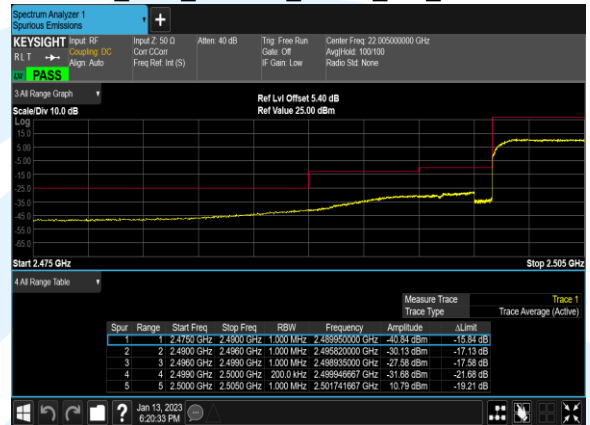 Spectrum Analyzer 1
Spurious Emissions
+
KEYSIGHT Input: RF Input Z: 50 Ω Atten: 40 dB Trig: Free Run Center Freq: 22.005000000 GHz
RLT Coupling: DC Corr CCorr Gate: Off Avg|Hold: 100/100
Align: Auto Freq Ref: Int (S) IF Gain: Low Radio Std: None
PASS
3 All Range Graph
Ref Lvl Offset 5.40 dB
Scale/Div 10.0 dB Ref Value 25.00 dBm
Log
15.0
5.00
-5.00
-15.0
-25.0
-35.0
-45.0
-55.0
-65.0
Start 2.475 GHz Stop 2.505 GHz
4 All Range Table
Measure Trace Trace 1
Trace Type Trace Average (Active)
Spur Range Start Freq Stop Freq RBW Frequency Amplitude ΔLimit
1 1 2.4750 GHz 2.4900 GHz 1.000 MHz 2.489950000 GHz -40.84 dBm -15.84 dB
2 2 2.4900 GHz 2.4960 GHz 1.000 MHz 2.495820000 GHz -30.13 dBm -17.13 dB
3 3 2.4960 GHz 2.4990 GHz 1.000 MHz 2.498935000 GHz -27.58 dBm -17.58 dB
4 4 2.4990 GHz 2.5000 GHz 200.0 kHz 2.499946667 GHz -31.68 dBm -21.68 dB
5 5 2.5000 GHz 2.5050 GHz 1.000 MHz 2.501741667 GHz 10.79 dBm -19.21 dB
? Jan 13, 2023
6:20:33 PM